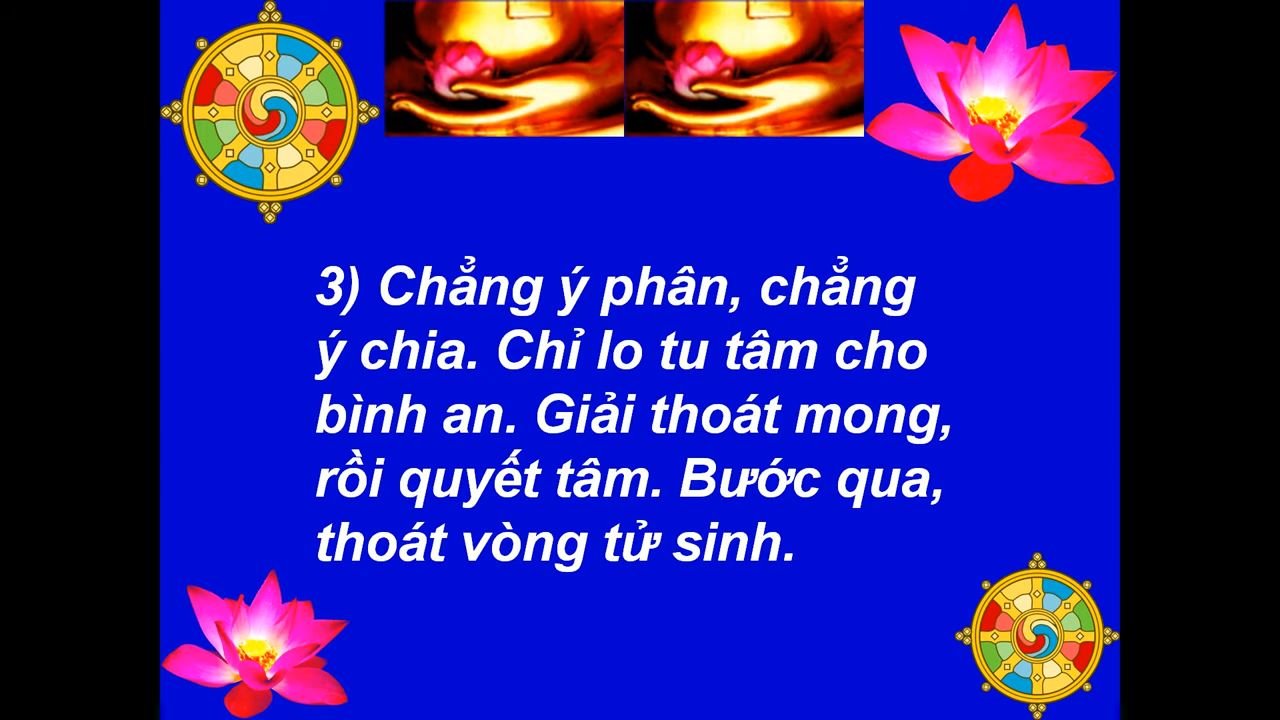 3) Chẳng ý phân, chẳng
ý chia. Chỉ lo tu tâm cho
bình an. Giải thoát mong,
rồi quyết tâm. Bước qua,
thoát vòng tử sinh.